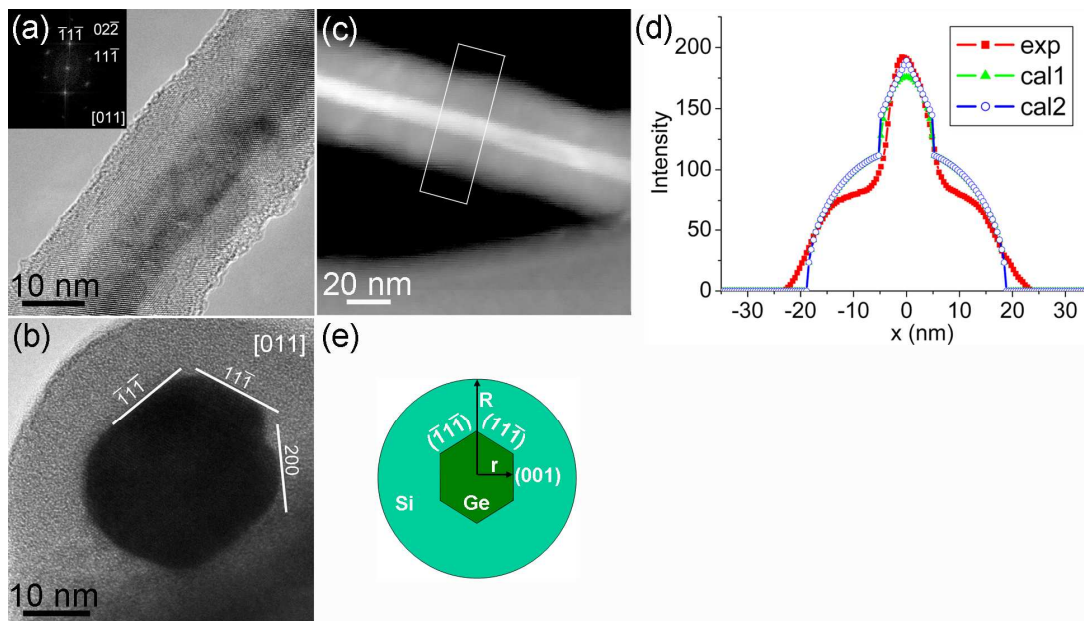 (a)
1̄11̄ 022̄
111̄
[011]
10 nm
(b)
[011]
1̄11̄
111̄
200
10 nm
(c)
20 nm
(d)
Intensity
200
150
100
50
0
exp
cal1
cal2
-30 -20 -10 0 10 20 30
x (nm)
(e)
R
(1̄11̄) (111̄)
r
(001)
Si
Ge